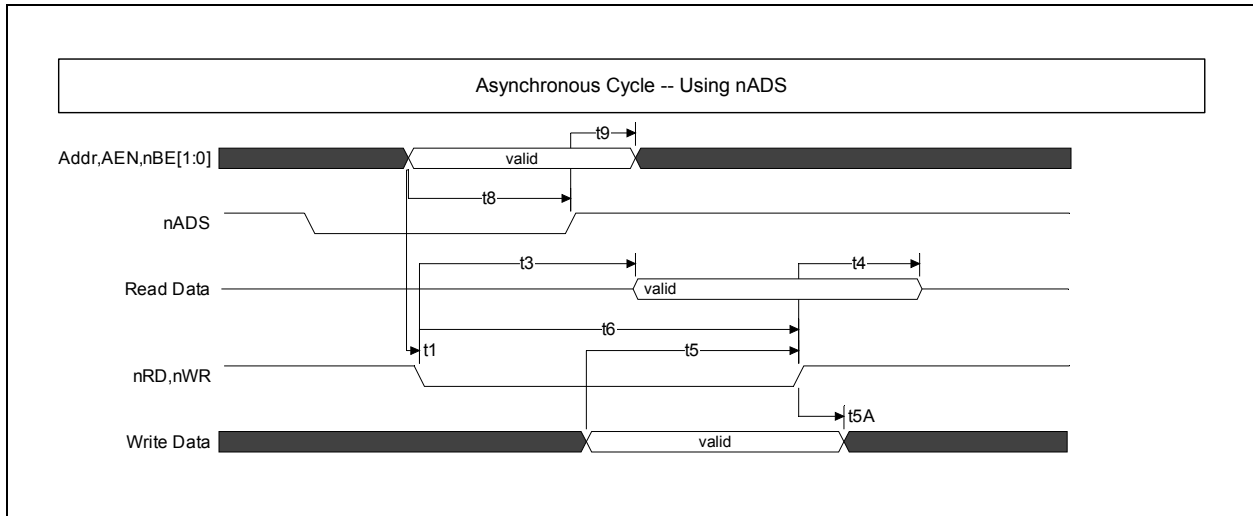 Asynchronous Cycle -- Using nADS
t9
Addr,AEN,nBE[1:0]
valid
t8
nADS
t3
t4
Read Data
valid
t6
t1
t5
nRD,nWR
t5A
Write Data
valid